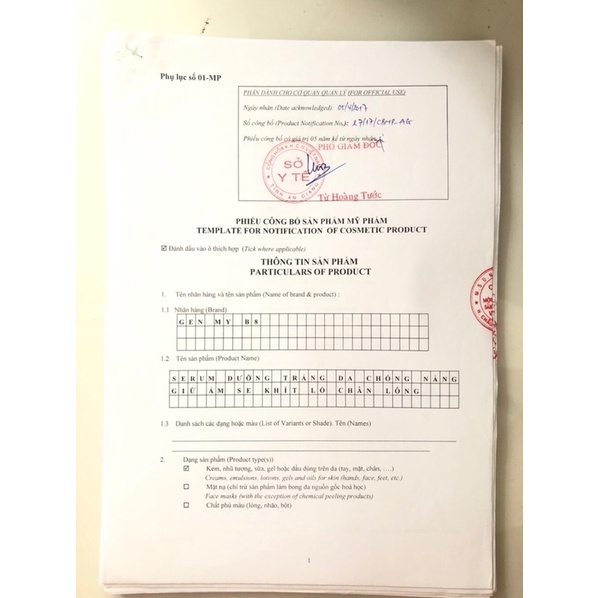 Phụ lục số 01-MP
PHẦN DÀNH CHO CƠ QUAN QUẢN LÝ (FOR OFFICIAL USE)
Ngày nhận (Date acknowledged): 05/4/2017
Số công bố (Product Notification No.): 27/17/CBMP-AG
Phiếu công bố có giá trị 05 năm kể từ ngày nhận
PHÓ GIÁM ĐỐC
SỞ
Y TẾ
TỈNH AN GIANG
Từ Hoàng Tước
PHIẾU CÔNG BỐ SẢN PHẨM MỸ PHẨM
TEMPLATE FOR NOTIFICATION OF COSMETIC PRODUCT
☑ Đánh dấu vào ô thích hợp (Tick where applicable)
THÔNG TIN SẢN PHẨM
PARTICULARS OF PRODUCT
1. Tên nhãn hàng và tên sản phẩm (Name of brand & product) :
1.1 Nhãn hàng (Brand)
GEN MY B8
1.2 Tên sản phẩm (Product Name)
SERUM DƯỠNG TRẮNG DA CHỐNG NẮNG
GIỮ ẨM SE KHÍT LỖ CHÂN LÔNG
1.3 Danh sách các dạng hoặc màu (List of Variants or Shade). Tên (Names)
2. Dạng sản phẩm (Product type(s))
☑ Kem, nhũ tương, sữa, gel hoặc dầu dùng trên da (tay, mặt, chân, ….)
Creams, emulsions, lotions, gels and oils for skin (hands, face, feet, etc.)
☐ Mặt nạ (chỉ trừ sản phẩm làm bong da nguồn gốc hoá học)
Face masks (with the exception of chemical peeling products)
☐ Chất phủ màu (lỏng, nhão, bột)
1